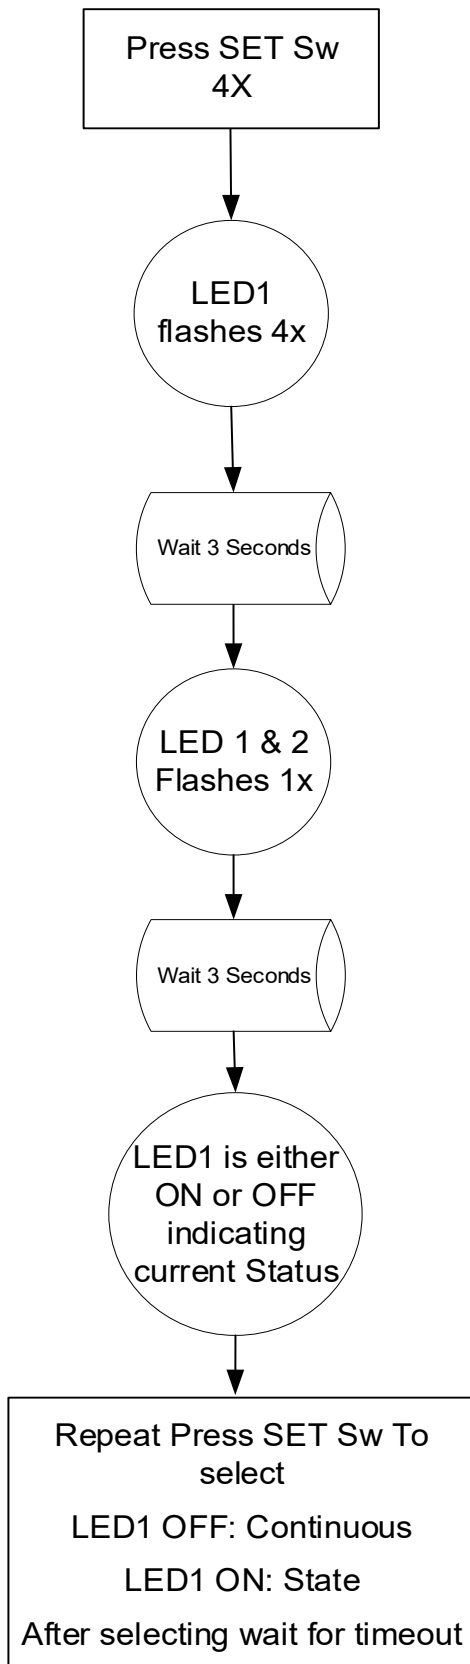 Press SET Sw
4X
LED1
flashes 4x
Wait 3 Seconds
LED 1 & 2
Flashes 1x
Wait 3 Seconds
LED1 is either
ON or OFF
indicating
current Status
Repeat Press SET Sw To
select
LED1 OFF: Continuous
LED1 ON: State
After selecting wait for timeout